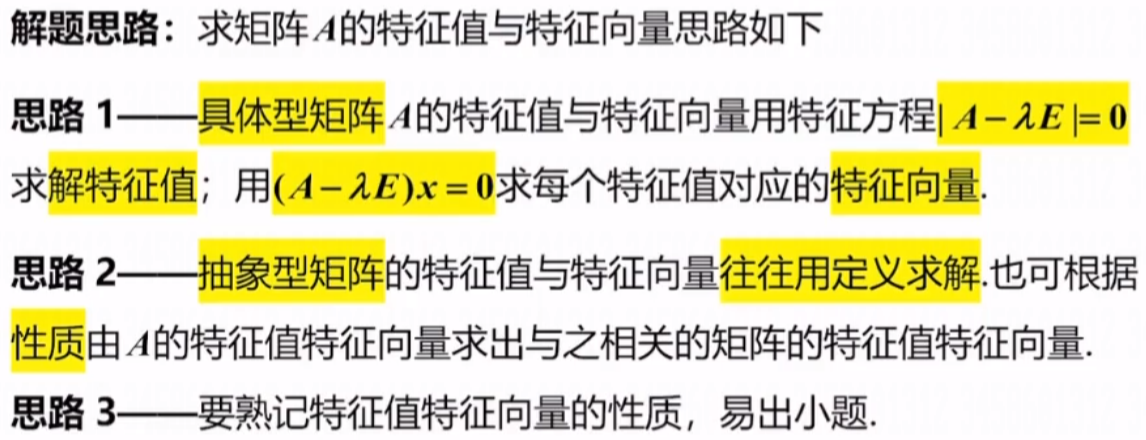 解题思路：求矩阵A的特征值与特征向量思路如下
思路 1——具体型矩阵A的特征值与特征向量用特征方程|A−λE|=0
求解特征值；用(A−λE)x=0求每个特征值对应的特征向量.
思路 2——抽象型矩阵的特征值与特征向量往往用定义求解.也可根据
性质由A的特征值特征向量求出与之相关的矩阵的特征值特征向量.
思路 3——要熟记特征值特征向量的性质，易出小题.